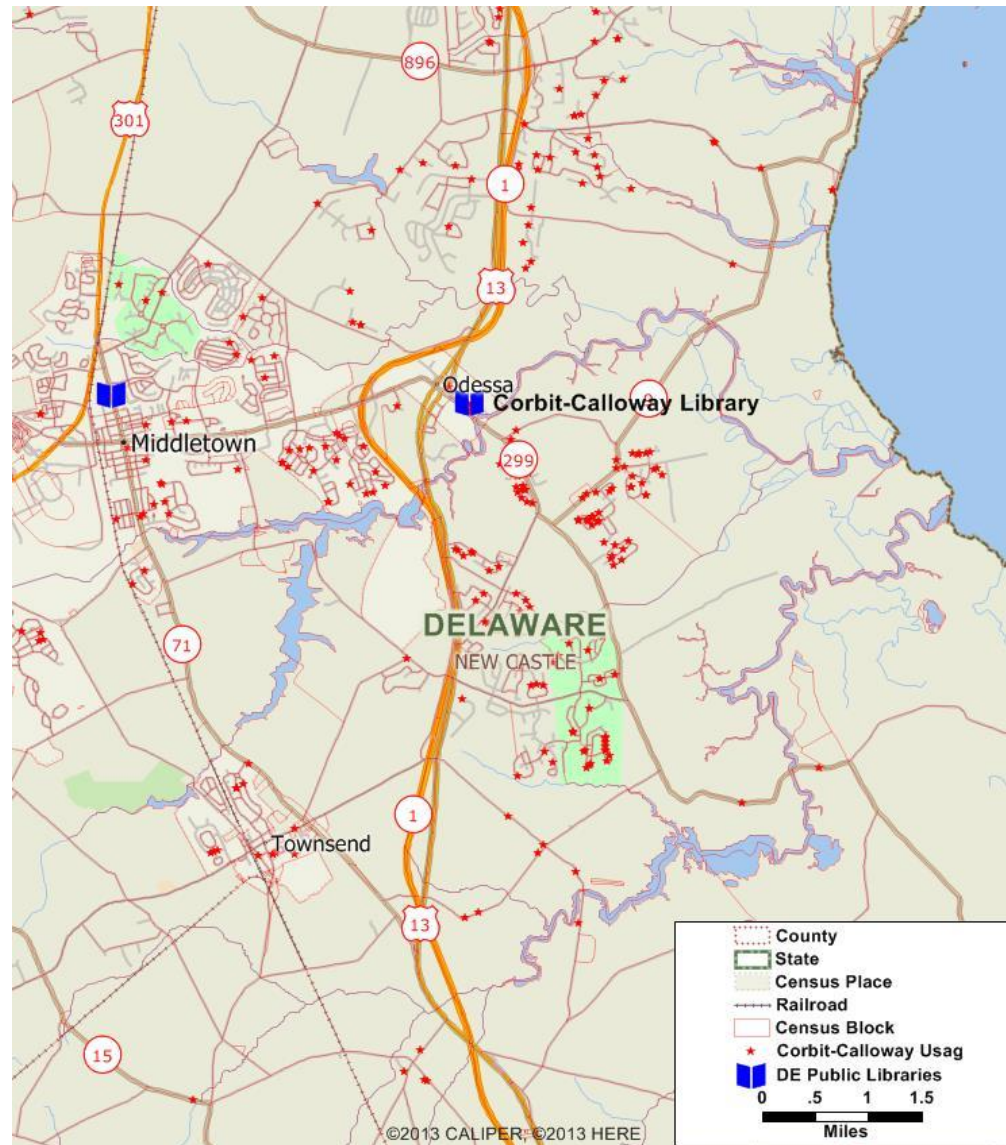 896
301
1
13
Odessa
Corbit-Calloway Library
9
Middletown
299
DELAWARE
NEW CASTLE
71
1
Townsend
13
15
County
State
Census Place
Railroad
Census Block
Corbit-Calloway Usag
DE Public Libraries
0 .5 1 1.5
Miles
©2013 CALIPER; ©2013 HERE